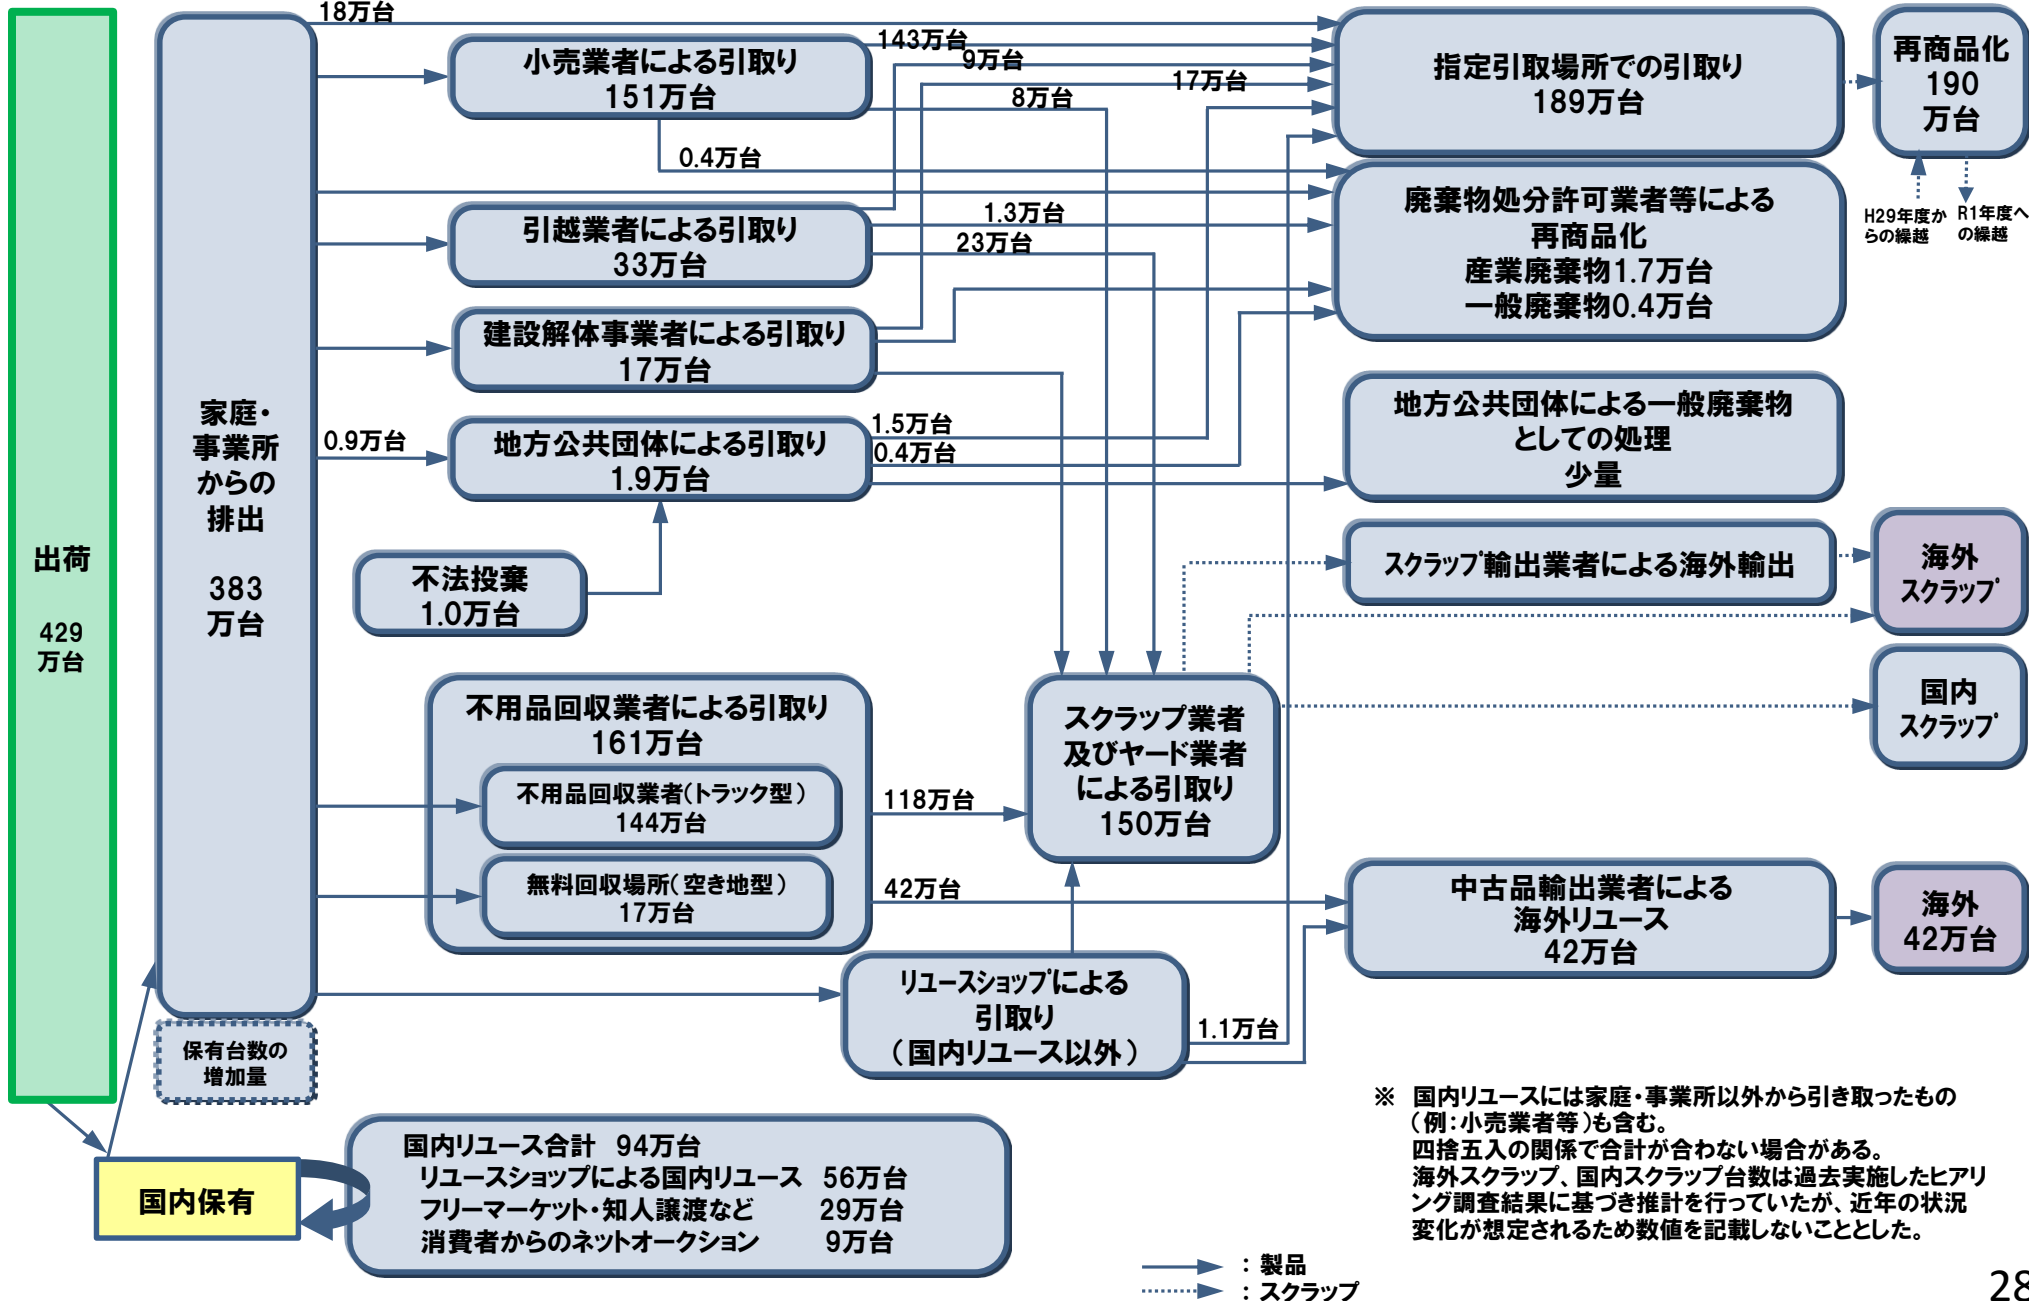 出荷
429
万台
家庭・
事業所
からの
排出
383
万台
保有台数の
増加量
国内保有
18万台
小売業者による引取り
151万台
143万台
9万台
17万台
8万台
0.4万台
引越業者による引取り
33万台
1.3万台
23万台
建設解体事業者による引取り
17万台
0.9万台
地方公共団体による引取り
1.9万台
1.5万台
0.4万台
不法投棄
1.0万台
不用品回収業者による引取り
161万台
不用品回収業者(トラック型)
144万台
無料回収場所(空き地型)
17万台
118万台
42万台
スクラップ業者
及びヤード業者
による引取り
150万台
リユースショップによる
引取り
(国内リユース以外)
1.1万台
指定引取場所での引取り
189万台
再商品化
190
万台
H29年度か
らの繰越
R1年度へ
の繰越
廃棄物処分許可業者等による
再商品化
産業廃棄物1.7万台
一般廃棄物0.4万台
地方公共団体による一般廃棄物
としての処理
少量
スクラップ輸出業者による海外輸出
海外
スクラップ
国内
スクラップ
中古品輸出業者による
海外リユース
42万台
海外
42万台
国内リユース合計 94万台
リユースショップによる国内リユース 56万台
フリーマーケット・知人譲渡など 29万台
消費者からのネットオークション 9万台
※ 国内リユースには家庭・事業所以外から引き取ったもの
(例:小売業者等)も含む。
四捨五入の関係で合計が合わない場合がある。
海外スクラップ、国内スクラップ台数は過去実施したヒアリ
ング調査結果に基づき推計を行っていたが、近年の状況
変化が想定されるため数値を記載しないこととした。
:製品
:スクラップ
28